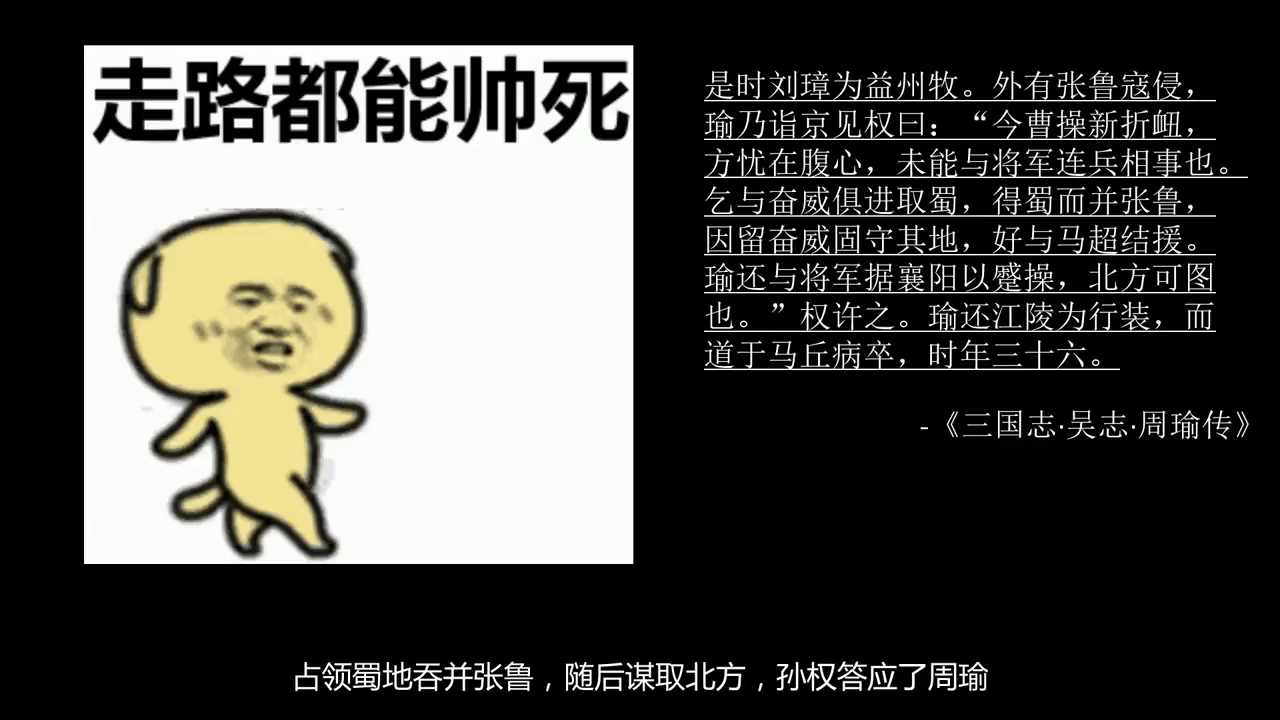 走路都能帅死
是时刘璋为益州牧。外有张鲁寇侵，
瑜乃诣京见权曰：“今曹操新折衄，
方忧在腹心，未能与将军连兵相事也。
乞与奋威俱进取蜀，得蜀而并张鲁，
因留奋威固守其地，好与马超结援。
瑜还与将军据襄阳以蹙操，北方可图
也。”权许之。瑜还江陵为行装，而
道于马丘病卒，时年三十六。
-《三国志·吴志·周瑜传》
占领蜀地吞并张鲁，随后谋取北方，孙权答应了周瑜